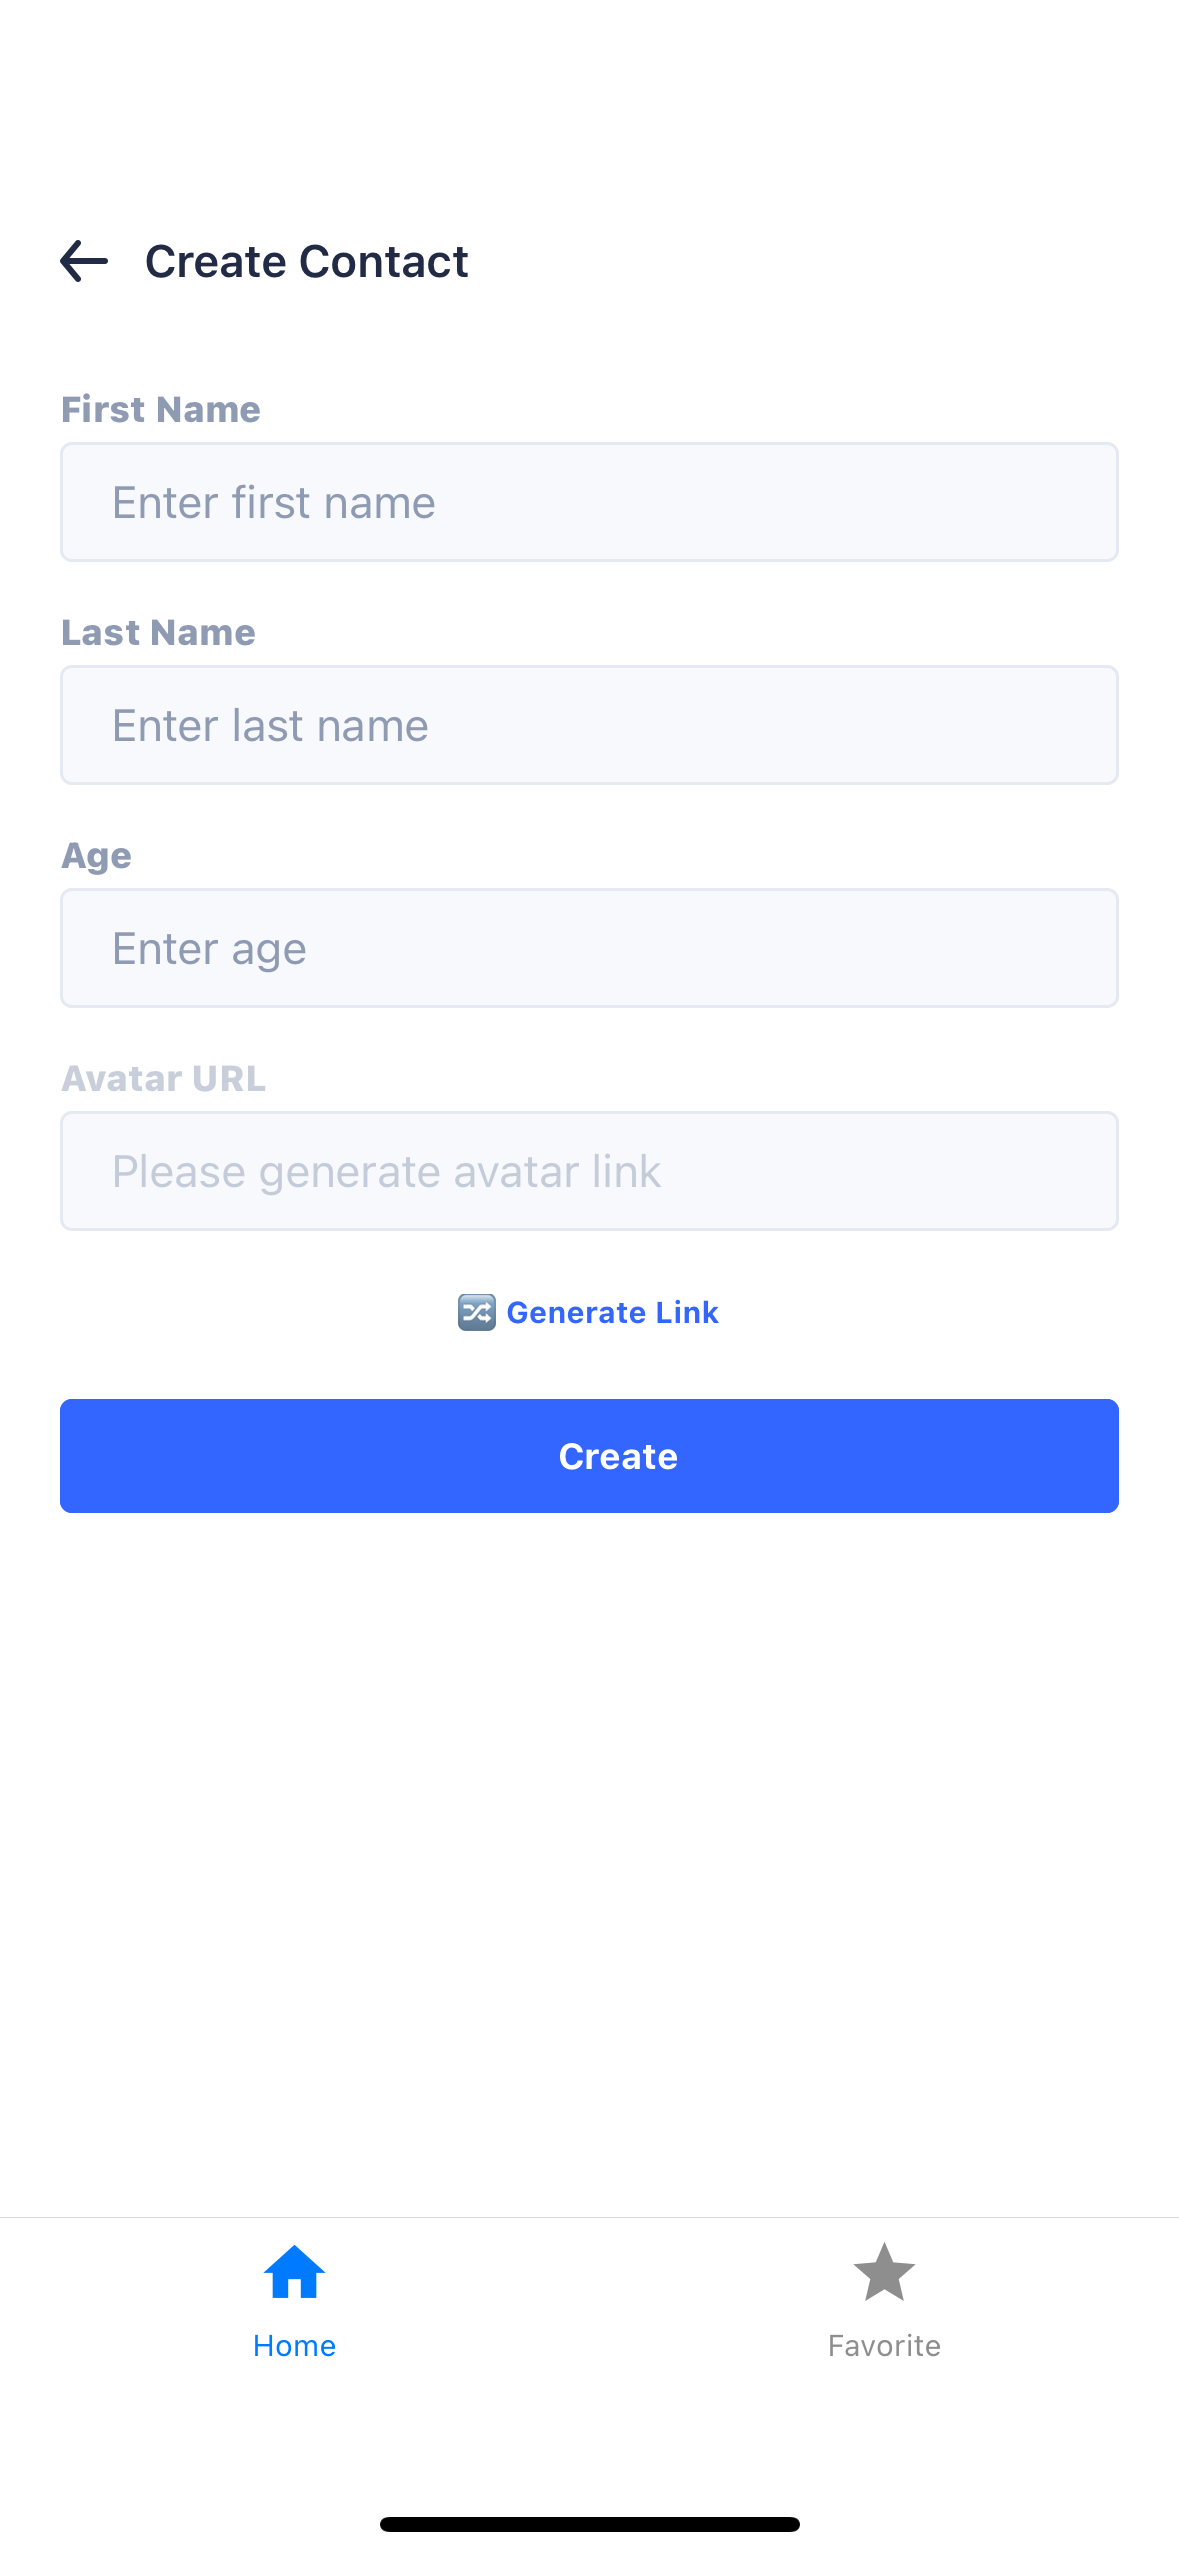 Create Contact
First Name
Enter first name
Last Name
Enter last name
Age
Enter age
Avatar URL
Please generate avatar link
🔀 Generate Link
Create
Home
Favorite